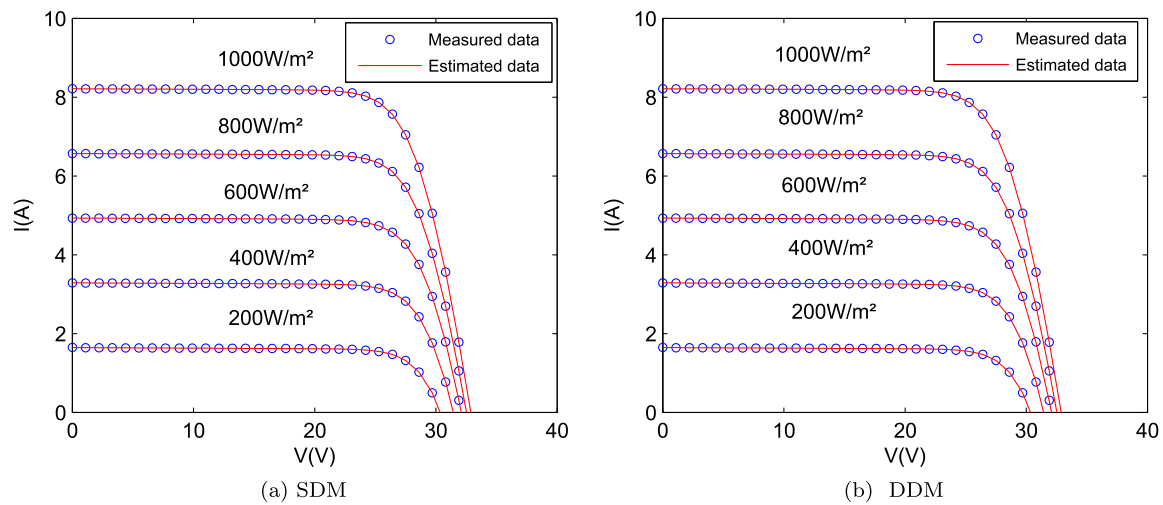 10
8
6
4
2
0
I(A)
0
10
20
30
40
V(V)
Measured data
Estimated data
1000W/m²
800W/m²
600W/m²
400W/m²
200W/m²
(a) SDM
10
8
6
4
2
0
I(A)
0
10
20
30
40
V(V)
Measured data
Estimated data
1000W/m²
800W/m²
600W/m²
400W/m²
200W/m²
(b) DDM